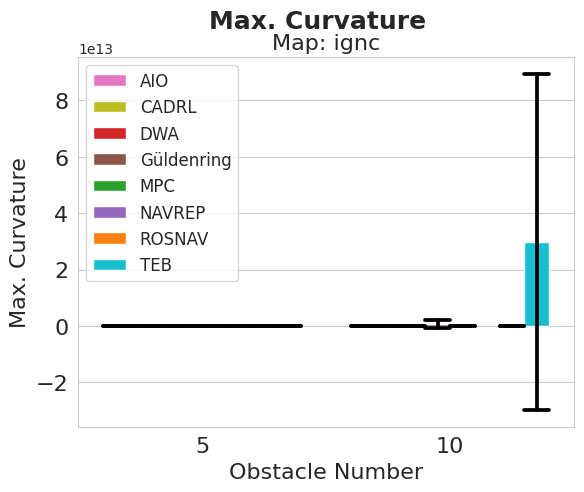 Max. Curvature
Map: ignc
1e13
AIO
CADRL
DWA
Güldenring
MPC
NAVREP
ROSNAV
TEB
Max. Curvature
8
6
4
2
0
−2
5 10
Obstacle Number